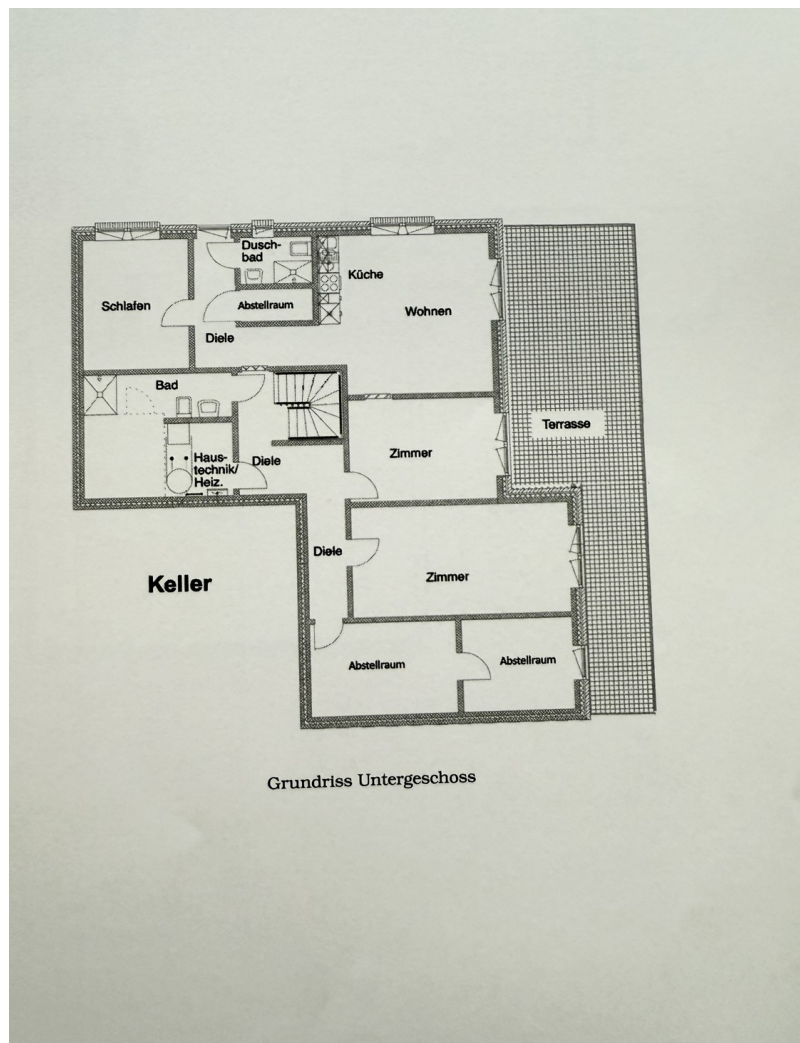 Dusch-
bad
Küche
Schlafen
Abstellraum
Wohnen
Diele
Bad
Terrasse
Zimmer
Haus-
technik/
Heiz.
Diele
Diele
Keller
Zimmer
Abstellraum
Abstellraum
Grundriss Untergeschoss